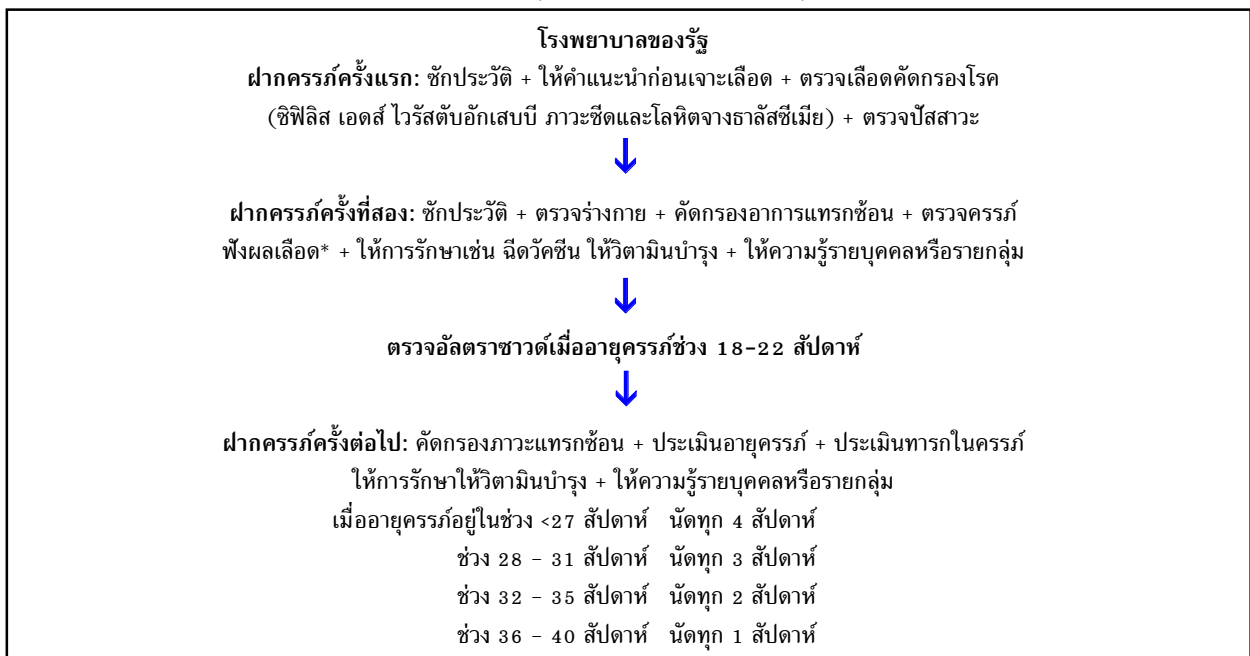 โรงพยาบาลของรัฐ
ฝากครรภ์ครั้งแรก: ซักประวัติ + ให้คำแนะนำก่อนเจาะเลือด + ตรวจเลือดคัดกรองโรค
(ซิฟิลิส เอดส์ ไวรัสตับอักเสบบี ภาวะซีดและโลหิตจางธาลัสซีเมีย) + ตรวจปัสสาวะ
ฝากครรภ์ครั้งที่สอง: ซักประวัติ + ตรวจร่างกาย + คัดกรองอาการแทรกซ้อน + ตรวจครรภ์
ฟังผลเลือด* + ให้การรักษาเช่น ฉีดวัคซีน ให้วิตามินบำรุง + ให้ความรู้รายบุคคลหรือรายกลุ่ม
ตรวจอัลตราซาวด์เมื่ออายุครรภ์ช่วง 18-22 สัปดาห์
ฝากครรภ์ครั้งต่อไป: คัดกรองภาวะแทรกซ้อน + ประเมินอายุครรภ์ + ประเมินทารกในครรภ์
ให้การรักษาให้วิตามินบำรุง + ให้ความรู้รายบุคคลหรือรายกลุ่ม
เมื่ออายุครรภ์อยู่ในช่วง <27 สัปดาห์ นัดทุก 4 สัปดาห์
ช่วง 28 - 31 สัปดาห์ นัดทุก 3 สัปดาห์
ช่วง 32 - 35 สัปดาห์ นัดทุก 2 สัปดาห์
ช่วง 36 - 40 สัปดาห์ นัดทุก 1 สัปดาห์